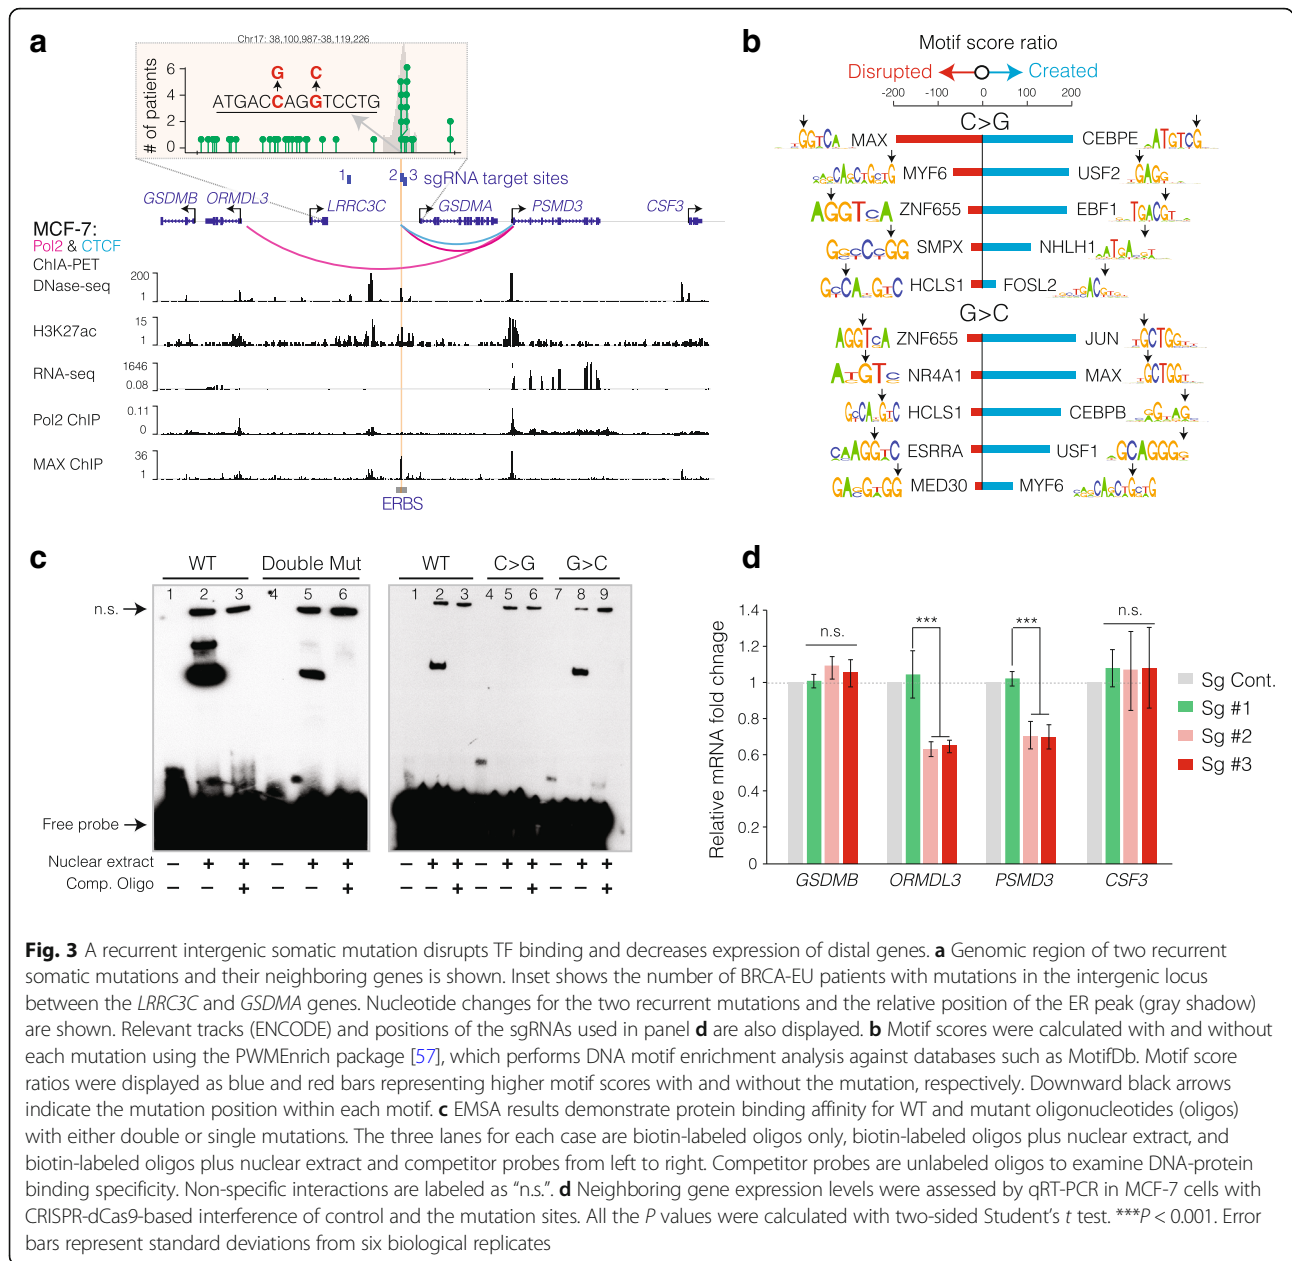 a
Chr17: 38,100,987-38,119,226
# of patients
6
4
2
0
G C
ATGACCAGGTCCTG
1 2 3 sgRNA target sites
GSDMB ORMDL3 LRRC3C GSDMA PSMD3 CSF3
MCF-7:
Pol2 & CTCF
ChIA-PET
DNase-seq
200
1
H3K27ac
15
1
RNA-seq
1646
0.08
Pol2 ChIP
0.11
0
MAX ChIP
36
1
ERBS
b
Motif score ratio
Disrupted Created
-200 -100 0 100 200
C>G
MAX CEBPE
MYF6 USF2
ZNF655 EBF1
SMPX NHLH1
HCLS1 FOSL2
G>C
ZNF655 JUN
NR4A1 MAX
HCLS1 CEBPB
ESRRA USF1
MED30 MYF6
c
WT Double Mut WT C>G G>C
1 2 3 4 5 6 1 2 3 4 5 6 7 8 9
n.s.
Free probe
Nuclear extract − + + − + + − + + − + + − + +
Comp. Oligo − − + − − + − − + − − + − − +
d
Relative mRNA fold chnage
1.4
1.2
1
0.8
0.6
0.4
0.2
0
n.s. *** *** n.s.
GSDMB ORMDL3 PSMD3 CSF3
Sg Cont.
Sg #1
Sg #2
Sg #3
Fig. 3 A recurrent intergenic somatic mutation disrupts TF binding and decreases expression of distal genes. a Genomic region of two recurrent
somatic mutations and their neighboring genes is shown. Inset shows the number of BRCA-EU patients with mutations in the intergenic locus
between the LRRC3C and GSDMA genes. Nucleotide changes for the two recurrent mutations and the relative position of the ER peak (gray shadow)
are shown. Relevant tracks (ENCODE) and positions of the sgRNAs used in panel d are also displayed. b Motif scores were calculated with and without
each mutation using the PWMEnrich package [57], which performs DNA motif enrichment analysis against databases such as MotifDb. Motif score
ratios were displayed as blue and red bars representing higher motif scores with and without the mutation, respectively. Downward black arrows
indicate the mutation position within each motif. c EMSA results demonstrate protein binding affinity for WT and mutant oligonucleotides (oligos)
with either double or single mutations. The three lanes for each case are biotin-labeled oligos only, biotin-labeled oligos plus nuclear extract, and
biotin-labeled oligos plus nuclear extract and competitor probes from left to right. Competitor probes are unlabeled oligos to examine DNA-protein
binding specificity. Non-specific interactions are labeled as “n.s.”. d Neighboring gene expression levels were assessed by qRT-PCR in MCF-7 cells with
CRISPR-dCas9-based interference of control and the mutation sites. All the P values were calculated with two-sided Student’s t test. ***P < 0.001. Error
bars represent standard deviations from six biological replicates